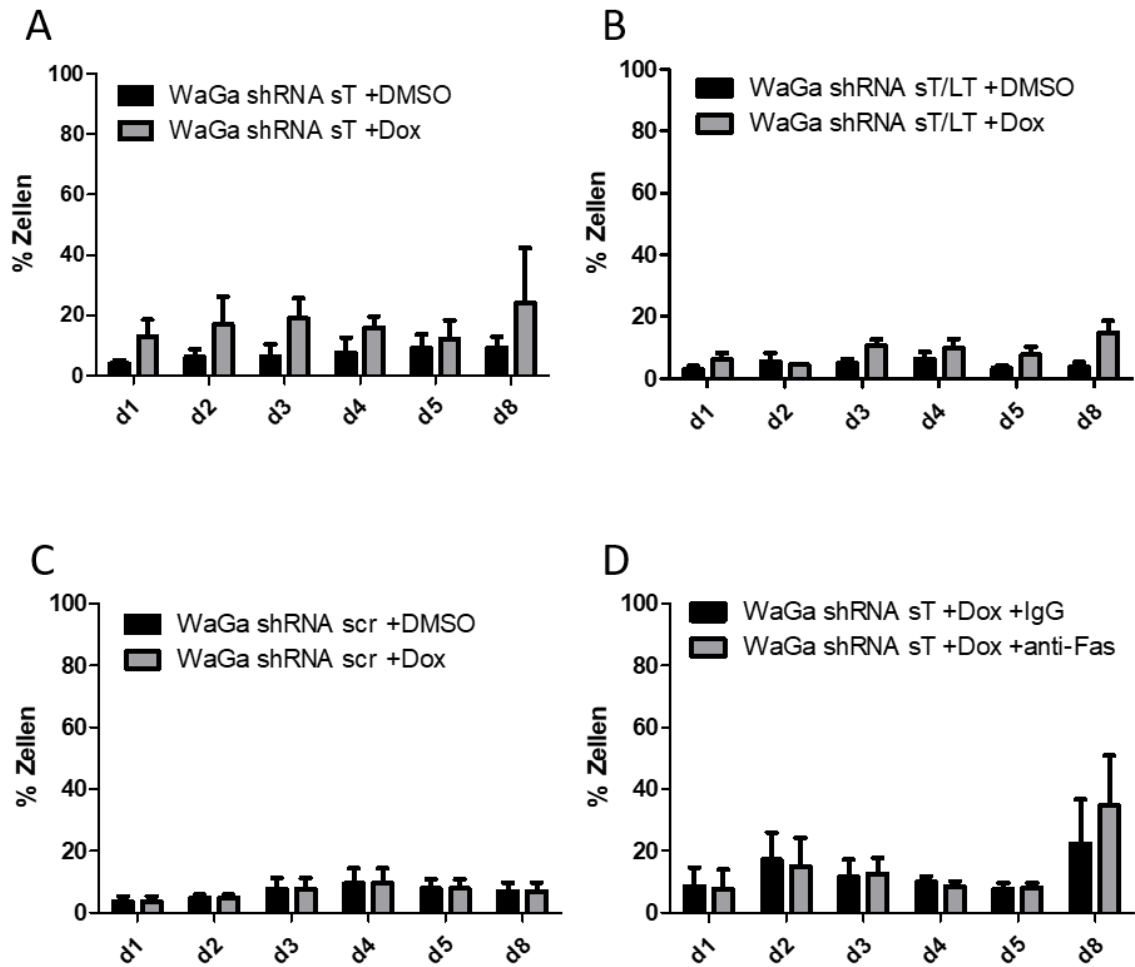 A
100
80
60
40
20
0
% Zellen
WaGa shRNA sT +DMSO
WaGa shRNA sT +Dox
d1 d2 d3 d4 d5 d8
B
100
80
60
40
20
0
% Zellen
WaGa shRNA sT/LT +DMSO
WaGa shRNA sT/LT +Dox
d1 d2 d3 d4 d5 d8
C
100
80
60
40
20
0
% Zellen
WaGa shRNA scr +DMSO
WaGa shRNA scr +Dox
d1 d2 d3 d4 d5 d8
D
100
80
60
40
20
0
% Zellen
WaGa shRNA sT +Dox +IgG
WaGa shRNA sT +Dox +anti-Fas
d1 d2 d3 d4 d5 d8